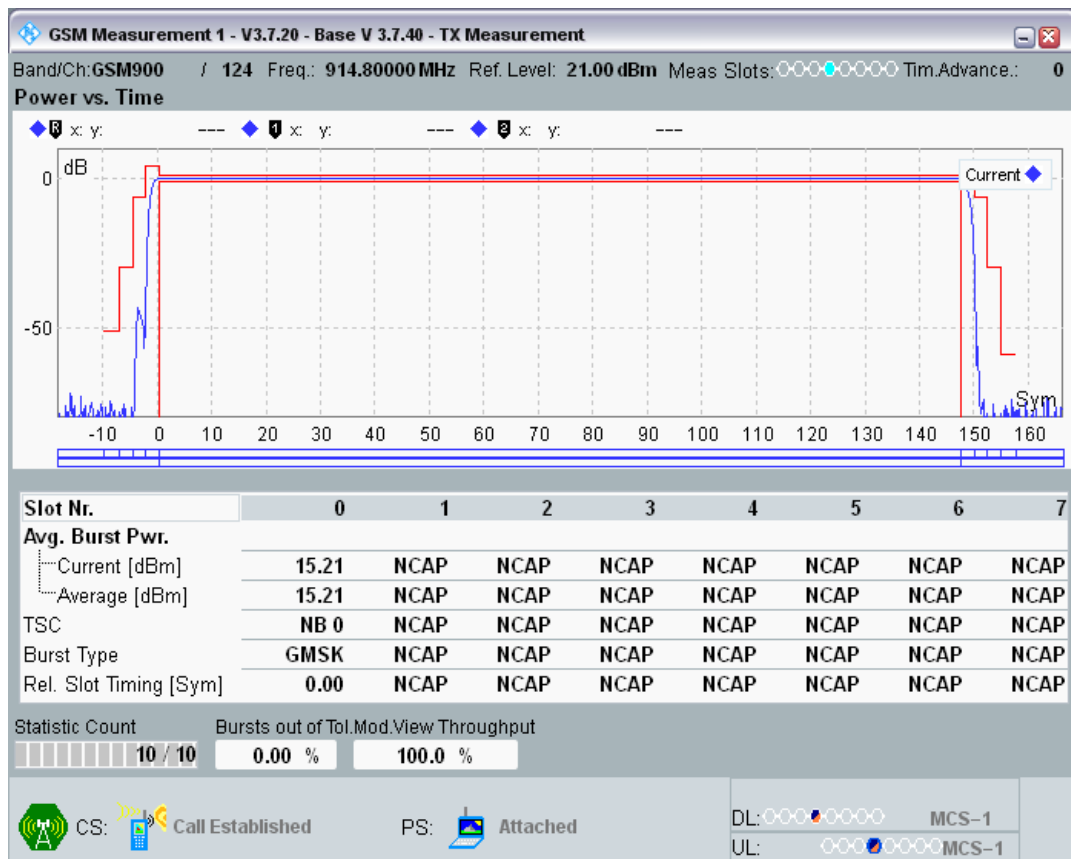 GSM Measurement 1 - V3.7.20 - Base V 3.7.40 - TX Measurement
Band/Ch:GSM900 / 124 Freq.: 914.80000 MHz Ref. Level: 21.00 dBm Meas Slots: Tim.Advance.: 0
Power vs. Time
R x: y: --- 1 x: y: --- 2 x: y: ---
dB
0
Current
-50
Sym
-10 0 10 20 30 40 50 60 70 80 90 100 110 120 130 140 150 160
Slot Nr. 0 1 2 3 4 5 6 7
Avg. Burst Pwr.
Current [dBm] 15.21 NCAP NCAP NCAP NCAP NCAP NCAP NCAP
Average [dBm] 15.21 NCAP NCAP NCAP NCAP NCAP NCAP NCAP
TSC NB 0 NCAP NCAP NCAP NCAP NCAP NCAP NCAP
Burst Type GMSK NCAP NCAP NCAP NCAP NCAP NCAP NCAP
Rel. Slot Timing [Sym] 0.00 NCAP NCAP NCAP NCAP NCAP NCAP NCAP
Statistic Count Bursts out of Tol.Mod.View Throughput
10 / 10 0.00 % 100.0 %
CS: Call Established PS: Attached DL: MCS-1
UL: MCS-1